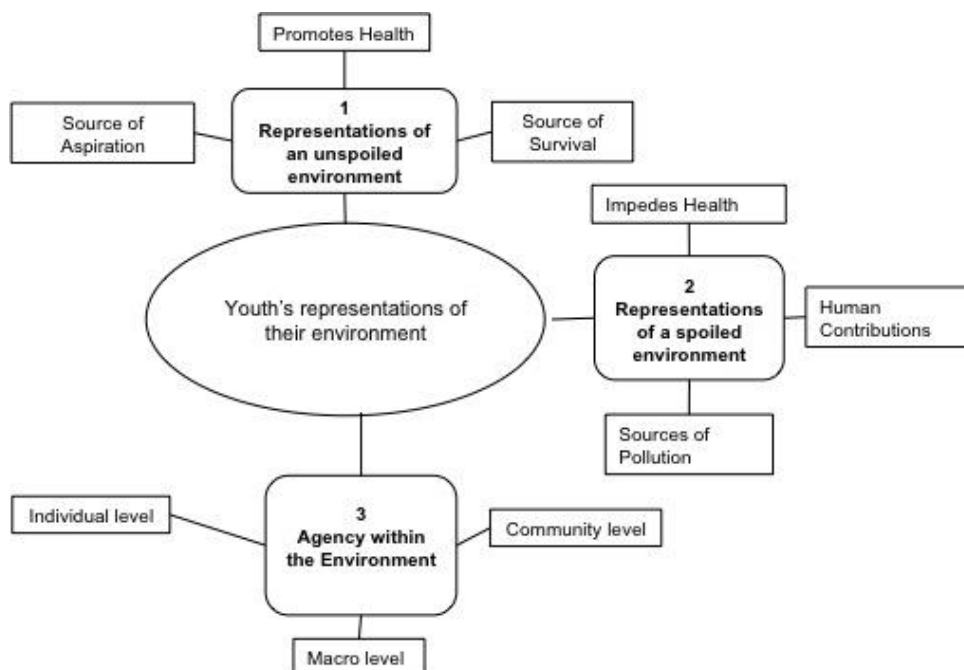 Promotes Health
Source of
Aspiration
1
Representations of
an unspoiled
environment
Source of
Survival
Impedes Health
Youth's representations of
their environment
2
Representations
of a spoiled
environment
Human
Contributions
Sources of
Pollution
Individual level
3
Agency within
the Environment
Community level
Macro level